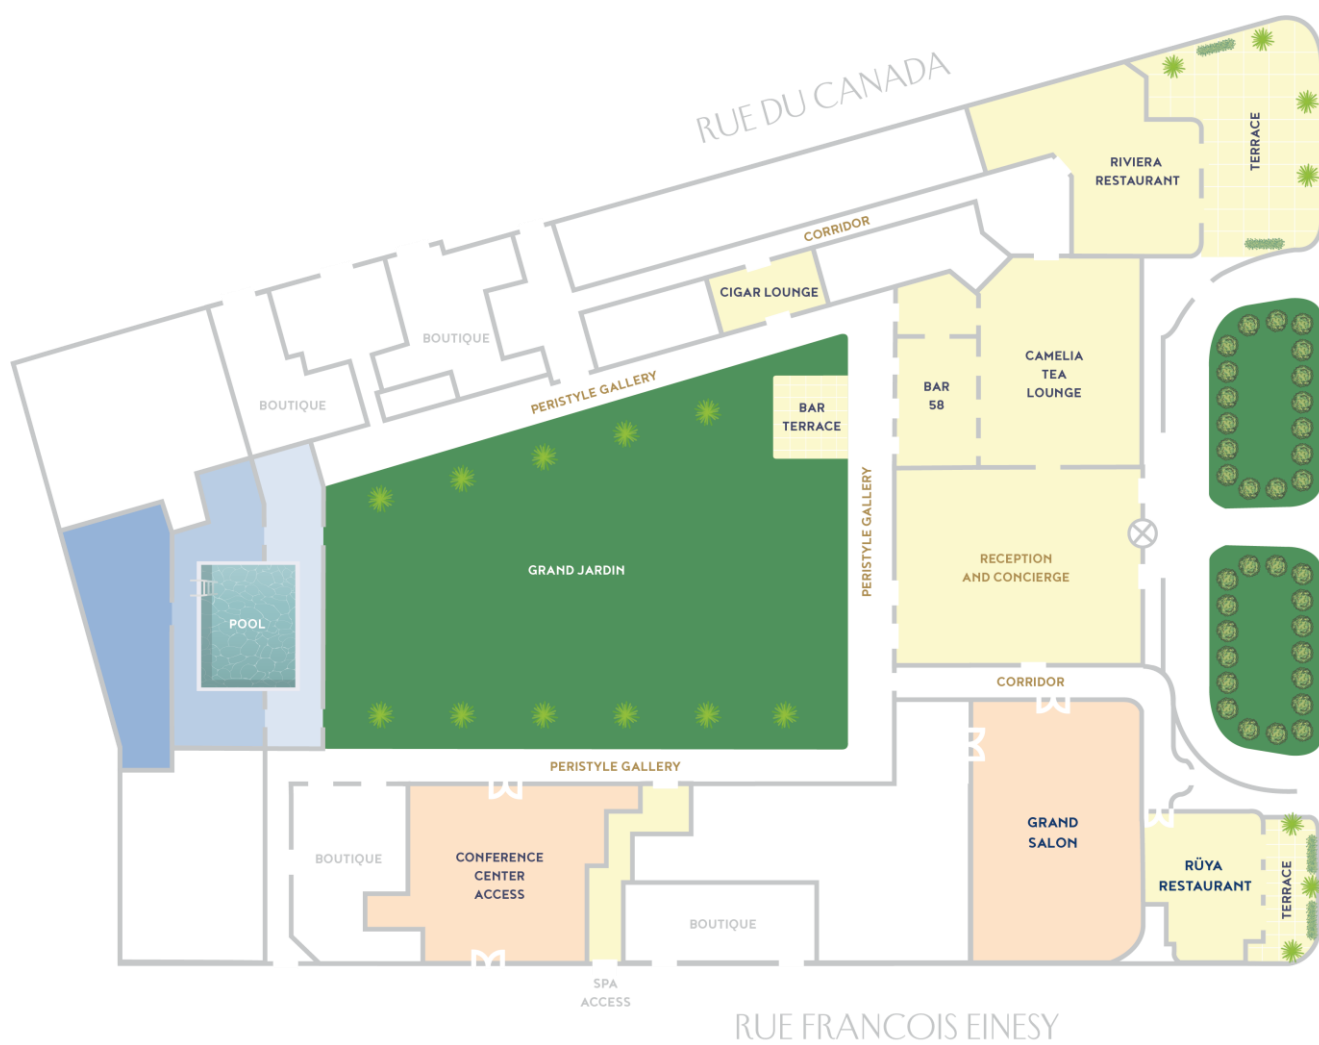 RUE DU CANADA
RIVIERA
RESTAURANT
TERRACE
CORRIDOR
CIGAR LOUNGE
BOUTIQUE
BOUTIQUE
PERISTYLE GALLERY
BAR
TERRACE
BAR
58
CAMELIA
TEA
LOUNGE
PERISTYLE GALLERY
GRAND JARDIN
RECEPTION
AND CONCIERGE
POOL
CORRIDOR
PERISTYLE GALLERY
BOUTIQUE
CONFERENCE
CENTER
ACCESS
GRAND
SALON
RÜYA
RESTAURANT
TERRACE
BOUTIQUE
SPA
ACCESS
RUE FRANCOIS EINESY